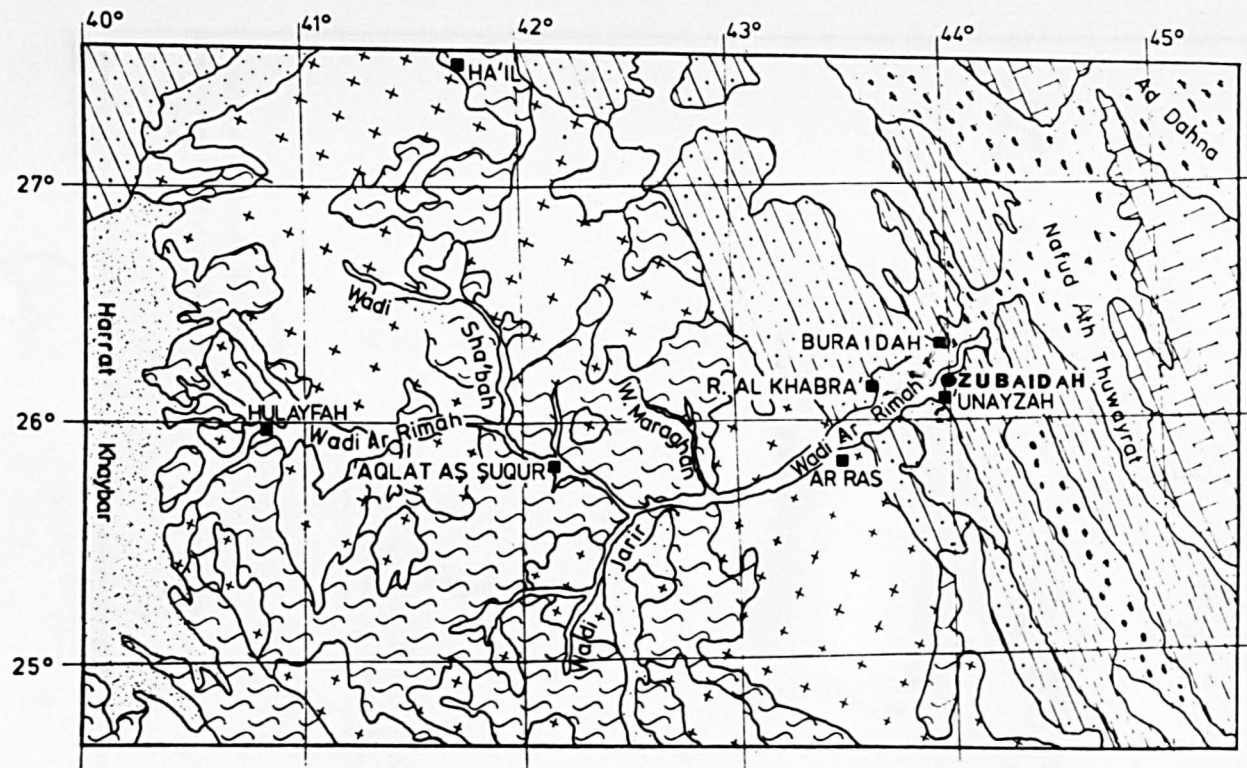 40° 41° 42° 43° 44° 45°
HA'IL
Ad Dahna
27°
Nafud Ath Thuwayrat
Harrat Khaybar
Wadi Sha'bah
BURAIDAH
R. AL KHABRA'
ZUBAIDAH
'UNAYZAH
W. Maraghan
HULAYFAH
26°
Wadi Ar Rimah
Wadi Ar Rimah
'AQLAT AṢ ṢUQUR
AR RAS
Wadi Jarir
25°